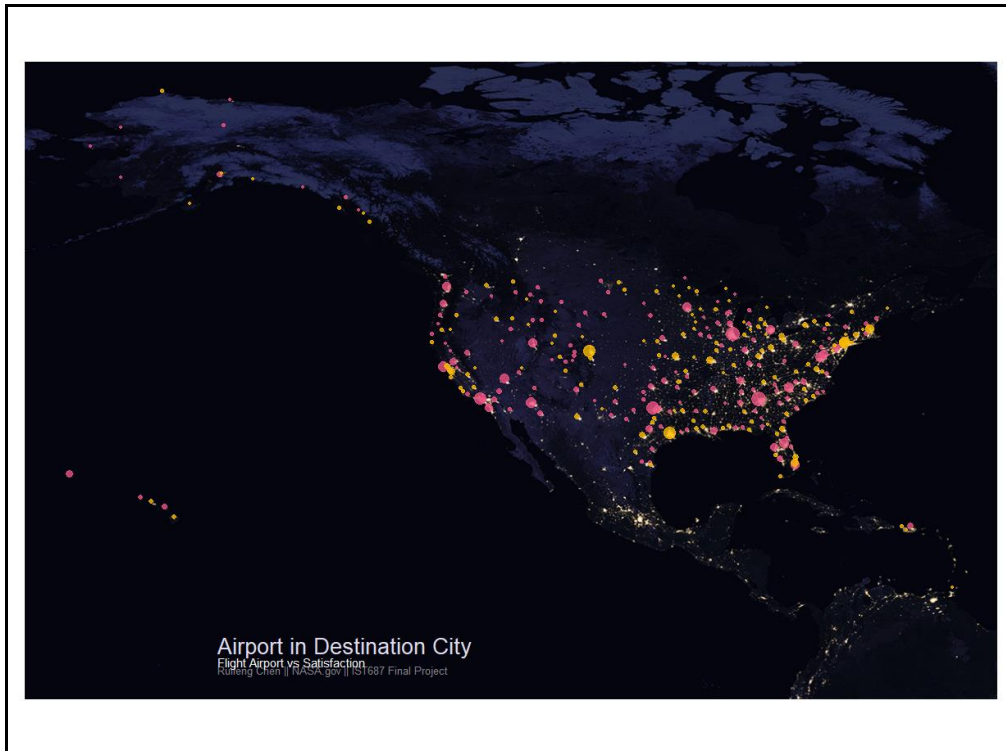 Airport in Destination City
Flight Airport vs Satisfaction
Ruifeng Chen || NASA.gov || IST687 Final Project